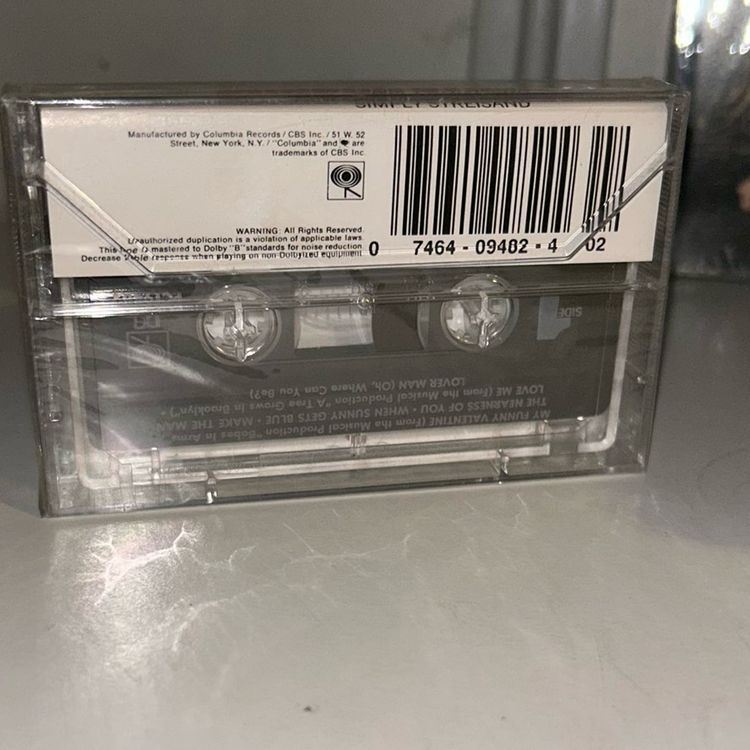 SIMPLY STREISAND
Manufactured by Columbia Records / CBS Inc. / 51 W. 52
Street, New York, N.Y. / "Columbia" and are
trademarks of CBS Inc.
WARNING: All Rights Reserved.
Unauthorized duplication is a violation of applicable laws.
This tape is mastered to Dolby "B" standards for noise reduction
Decrease treble response when playing on non-Dolbyized equipment
0 7464-09482-4 02
SIDE
MY FUNNY VALENTINE (From the Musical Production "Babes In Arms"
THE NEARNESS OF YOU • WHEN SUNNY GETS BLUE • MAKE THE MAN
LOVE ME (From the Musical Production "A Tree Grows In Brooklyn") •
LOVER MAN (Oh, Where Can You Be?)